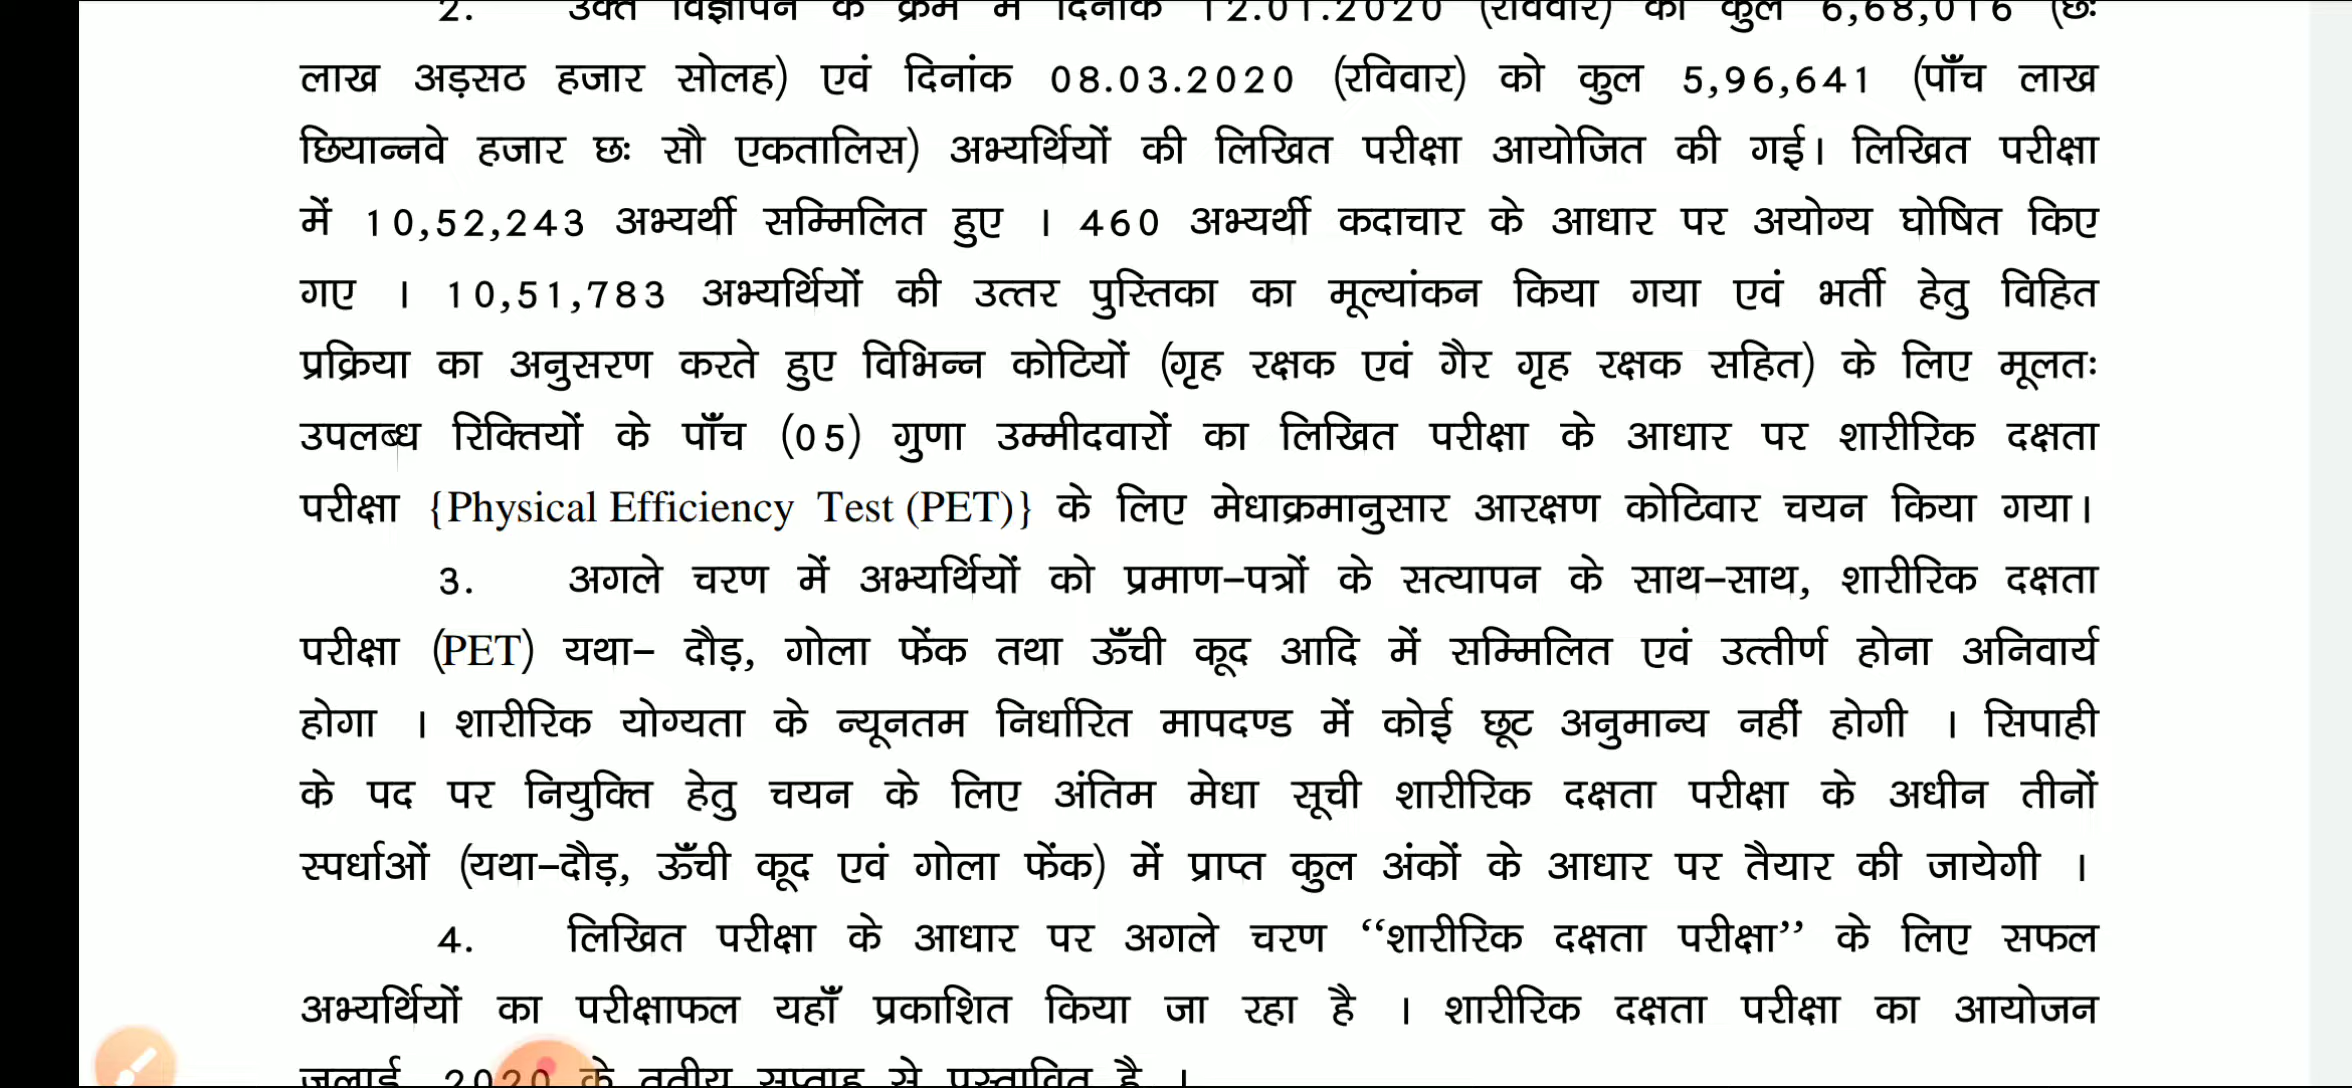 2. उक्त विज्ञापन के क्रम में दिनांक 12.01.2020 (रविवार) को कुल 6,68,016 (छः
लाख अड़सठ हजार सोलह) एवं दिनांक 08.03.2020 (रविवार) को कुल 5,96,641 (पाँच लाख
छियान्नवे हजार छः सौ एकतालिस) अभ्यर्थियों की लिखित परीक्षा आयोजित की गई। लिखित परीक्षा
में 10,52,243 अभ्यर्थी सम्मिलित हुए । 460 अभ्यर्थी कदाचार के आधार पर अयोग्य घोषित किए
गए । 10,51,783 अभ्यर्थियों की उत्तर पुस्तिका का मूल्यांकन किया गया एवं भर्ती हेतु विहित
प्रक्रिया का अनुसरण करते हुए विभिन्न कोटियों (गृह रक्षक एवं गैर गृह रक्षक सहित) के लिए मूलतः
उपलब्ध रिक्तियों के पाँच (05) गुणा उम्मीदवारों का लिखित परीक्षा के आधार पर शारीरिक दक्षता
परीक्षा {Physical Efficiency Test (PET)} के लिए मेधाक्रमानुसार आरक्षण कोटिवार चयन किया गया।
3. अगले चरण में अभ्यर्थियों को प्रमाण–पत्रों के सत्यापन के साथ–साथ, शारीरिक दक्षता
परीक्षा (PET) यथा– दौड़, गोला फेंक तथा ऊँची कूद आदि में सम्मिलित एवं उत्तीर्ण होना अनिवार्य
होगा । शारीरिक योग्यता के न्यूनतम निर्धारित मापदण्ड में कोई छूट अनुमान्य नहीं होगी । सिपाही
के पद पर नियुक्ति हेतु चयन के लिए अंतिम मेधा सूची शारीरिक दक्षता परीक्षा के अधीन तीनों
स्पर्धाओं (यथा–दौड़, ऊँची कूद एवं गोला फेंक) में प्राप्त कुल अंकों के आधार पर तैयार की जायेगी ।
4. लिखित परीक्षा के आधार पर अगले चरण “शारीरिक दक्षता परीक्षा” के लिए सफल
अभ्यर्थियों का परीक्षाफल यहाँ प्रकाशित किया जा रहा है । शारीरिक दक्षता परीक्षा का आयोजन
जुलाई, 2020 के तृतीय सप्ताह से प्रस्तावित है ।